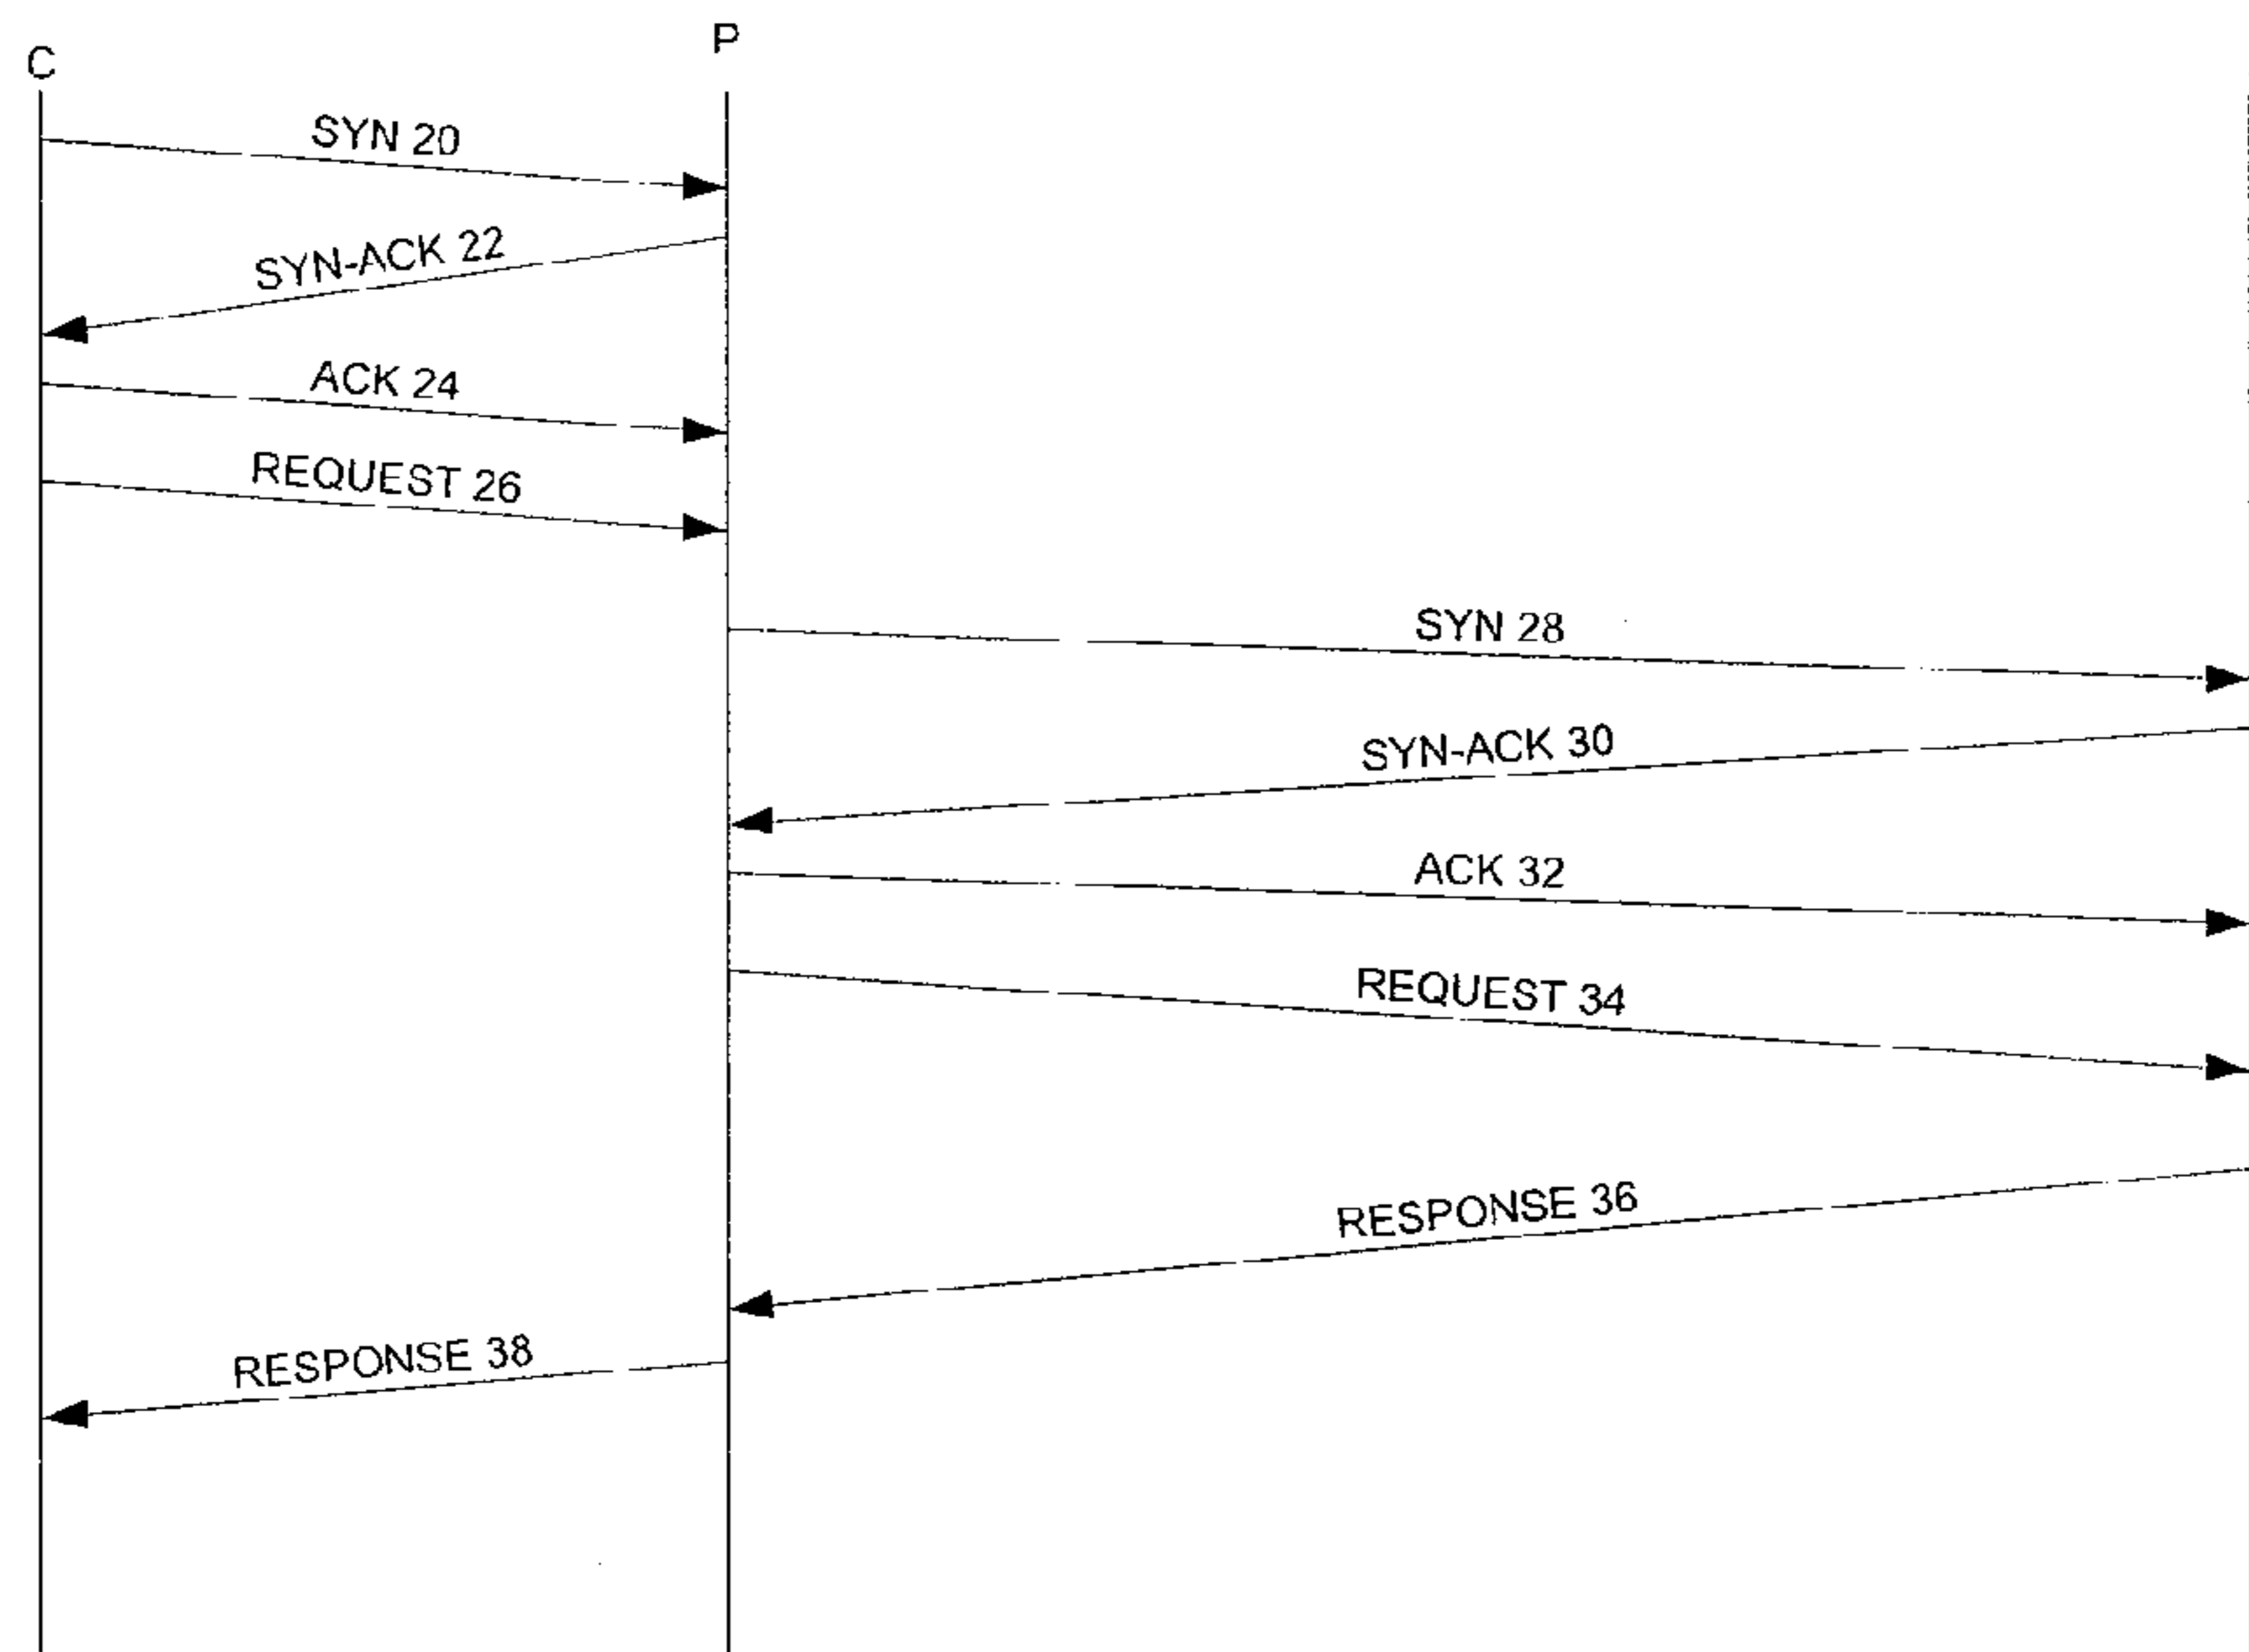 C
P
SYN 20
SYN-ACK 22
ACK 24
REQUEST 26
SYN 28
SYN-ACK 30
ACK 32
REQUEST 34
RESPONSE 36
RESPONSE 38